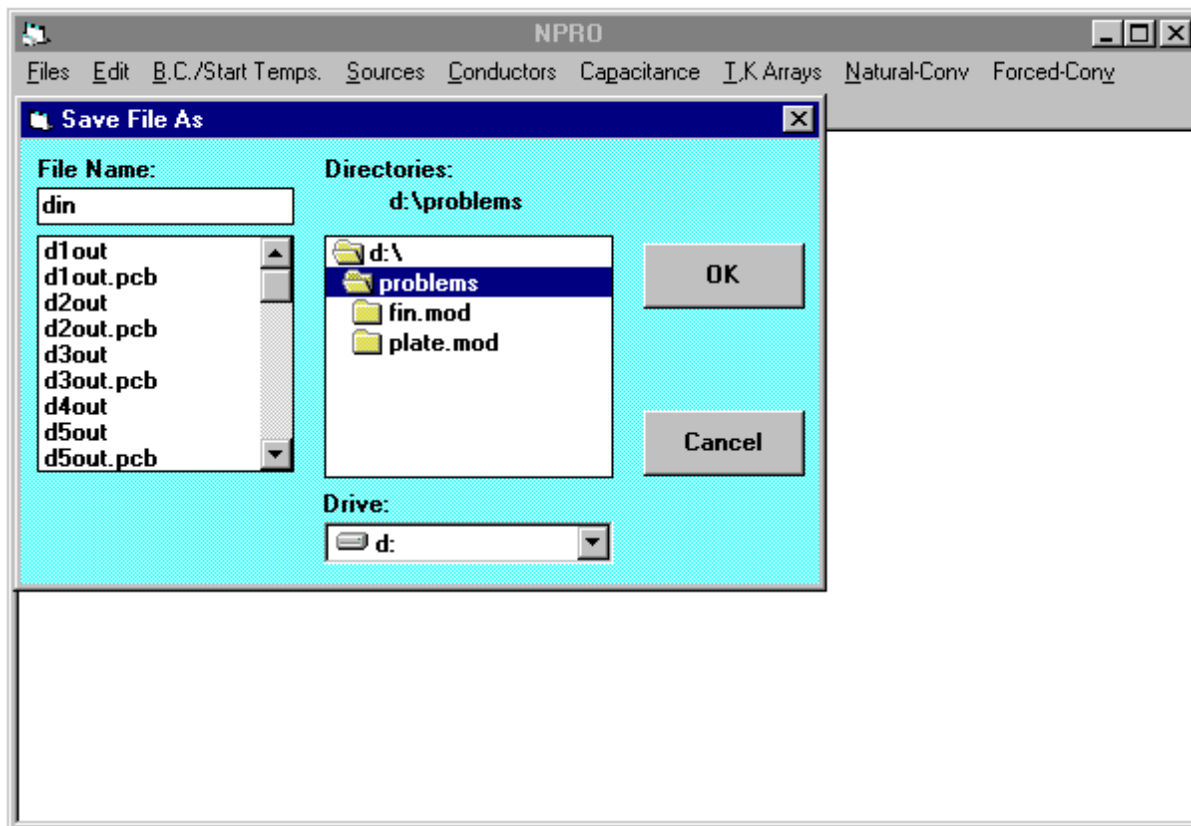 NPRO
Files Edit B.C./Start Temps. Sources Conductors Capacitance T,K Arrays Natural-Conv Forced-Conv
Save File As
File Name:
din
d1out
d1out.pcb
d2out
d2out.pcb
d3out
d3out.pcb
d4out
d5out
d5out.pcb
Directories:
d:\problems
d:\
problems
fin.mod
plate.mod
Drive:
d:
OK
Cancel